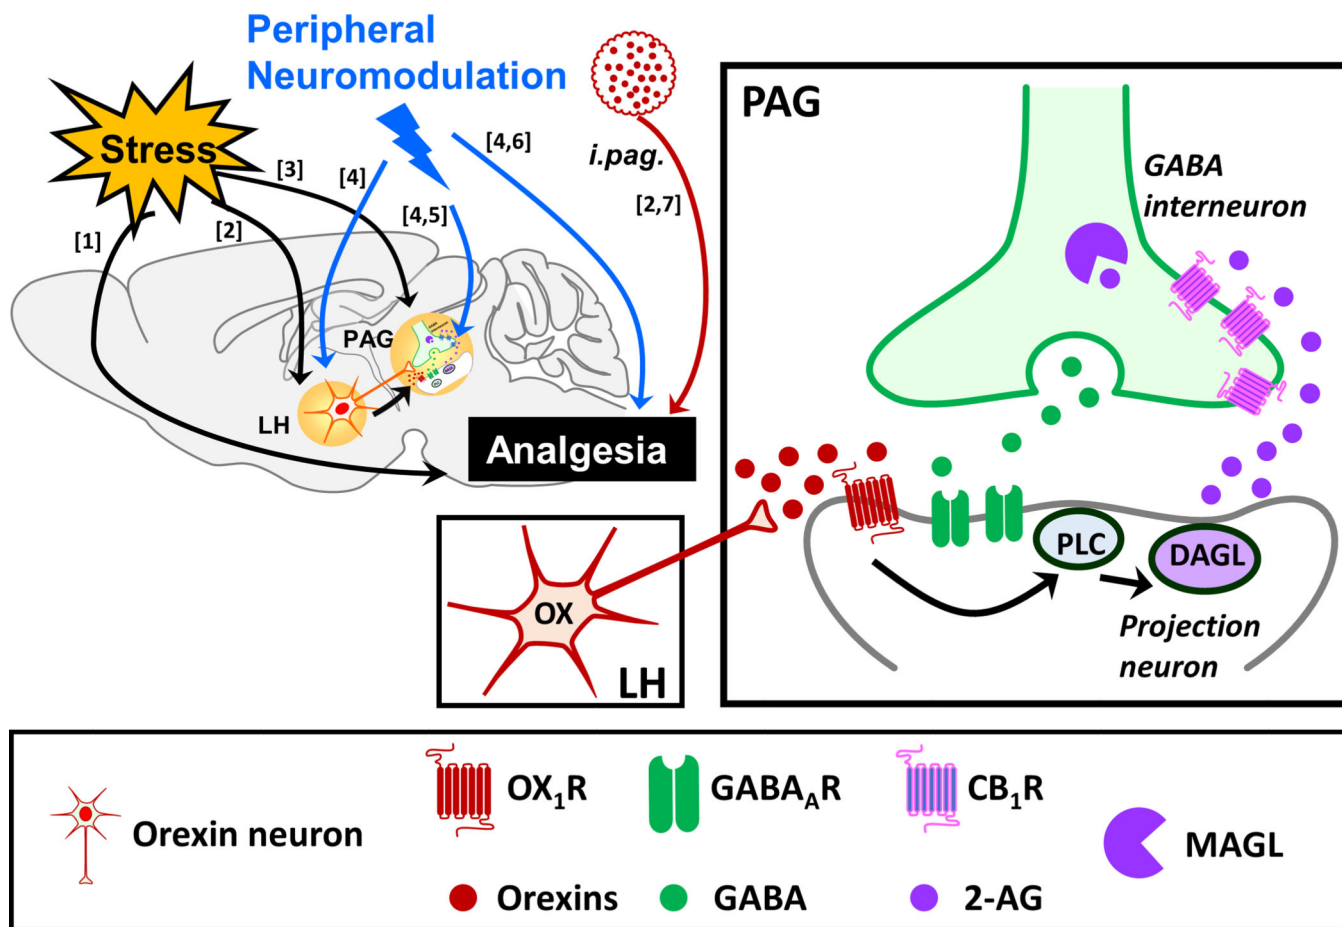 Peripheral
Neuromodulation
Stress
[1]
[2]
[3]
[4]
[4,5]
[4,6]
i.pag.
[2,7]
PAG
LH
Analgesia
OX
LH
PAG
GABA
interneuron
PLC
DAGL
Projection
neuron
Orexin neuron
OX₁R
GABA_AR
CB₁R
MAGL
Orexins
GABA
2-AG